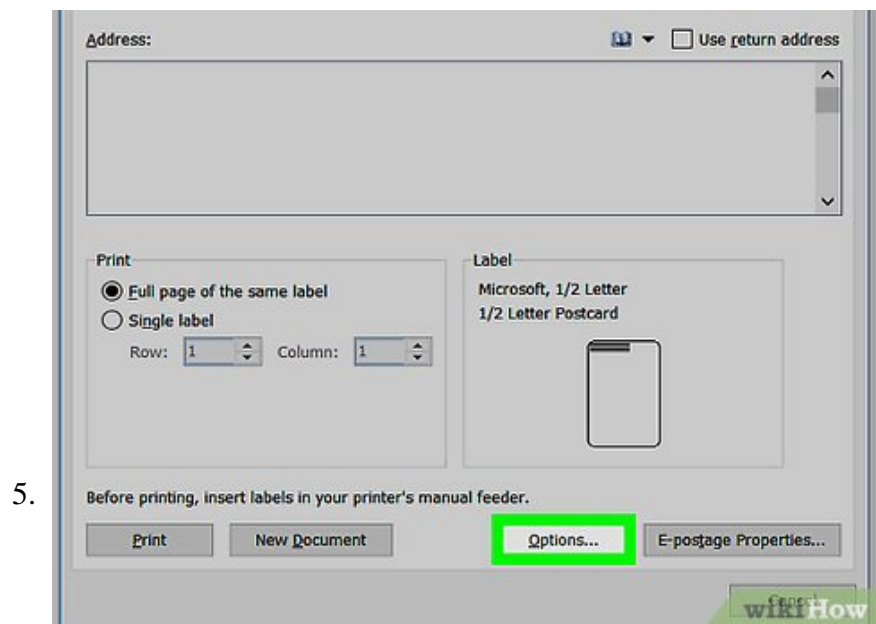 Address:
Use return address
Print
Full page of the same label
Single label
Row: 1 Column: 1
Label
Microsoft, 1/2 Letter
1/2 Letter Postcard
5.
Before printing, insert labels in your printer's manual feeder.
Print New Document Options... E-postage Properties...
Cancel
wikiHow